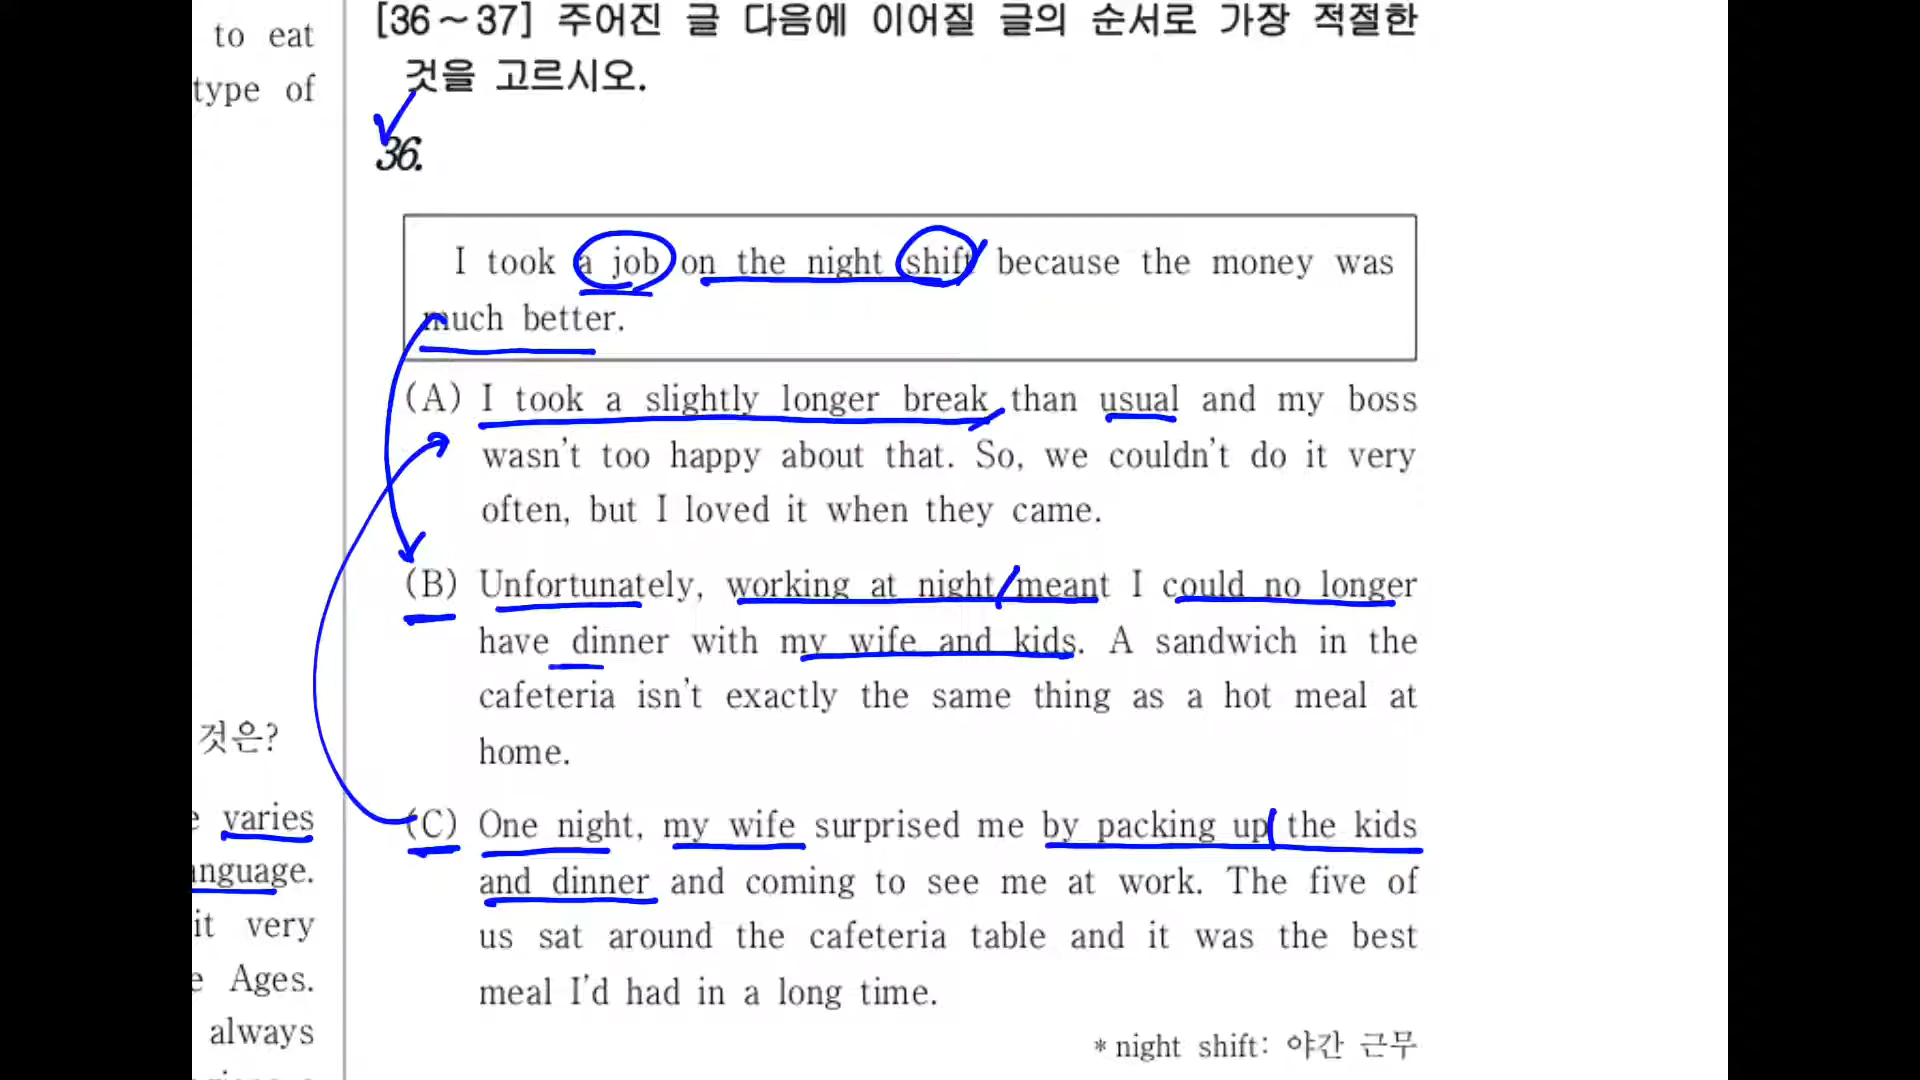 to eat
type of
것은?
varies
anguage.
it very
Ages.
always
[36~37] 주어진 글 다음에 이어질 글의 순서로 가장 적절한
것을 고르시오.
36.
I took a job on the night shift because the money was
much better.
(A) I took a slightly longer break than usual and my boss
wasn't too happy about that. So, we couldn't do it very
often, but I loved it when they came.
(B) Unfortunately, working at night meant I could no longer
have dinner with my wife and kids. A sandwich in the
cafeteria isn't exactly the same thing as a hot meal at
home.
(C) One night, my wife surprised me by packing up the kids
and dinner and coming to see me at work. The five of
us sat around the cafeteria table and it was the best
meal I'd had in a long time.
* night shift: 야간 근무